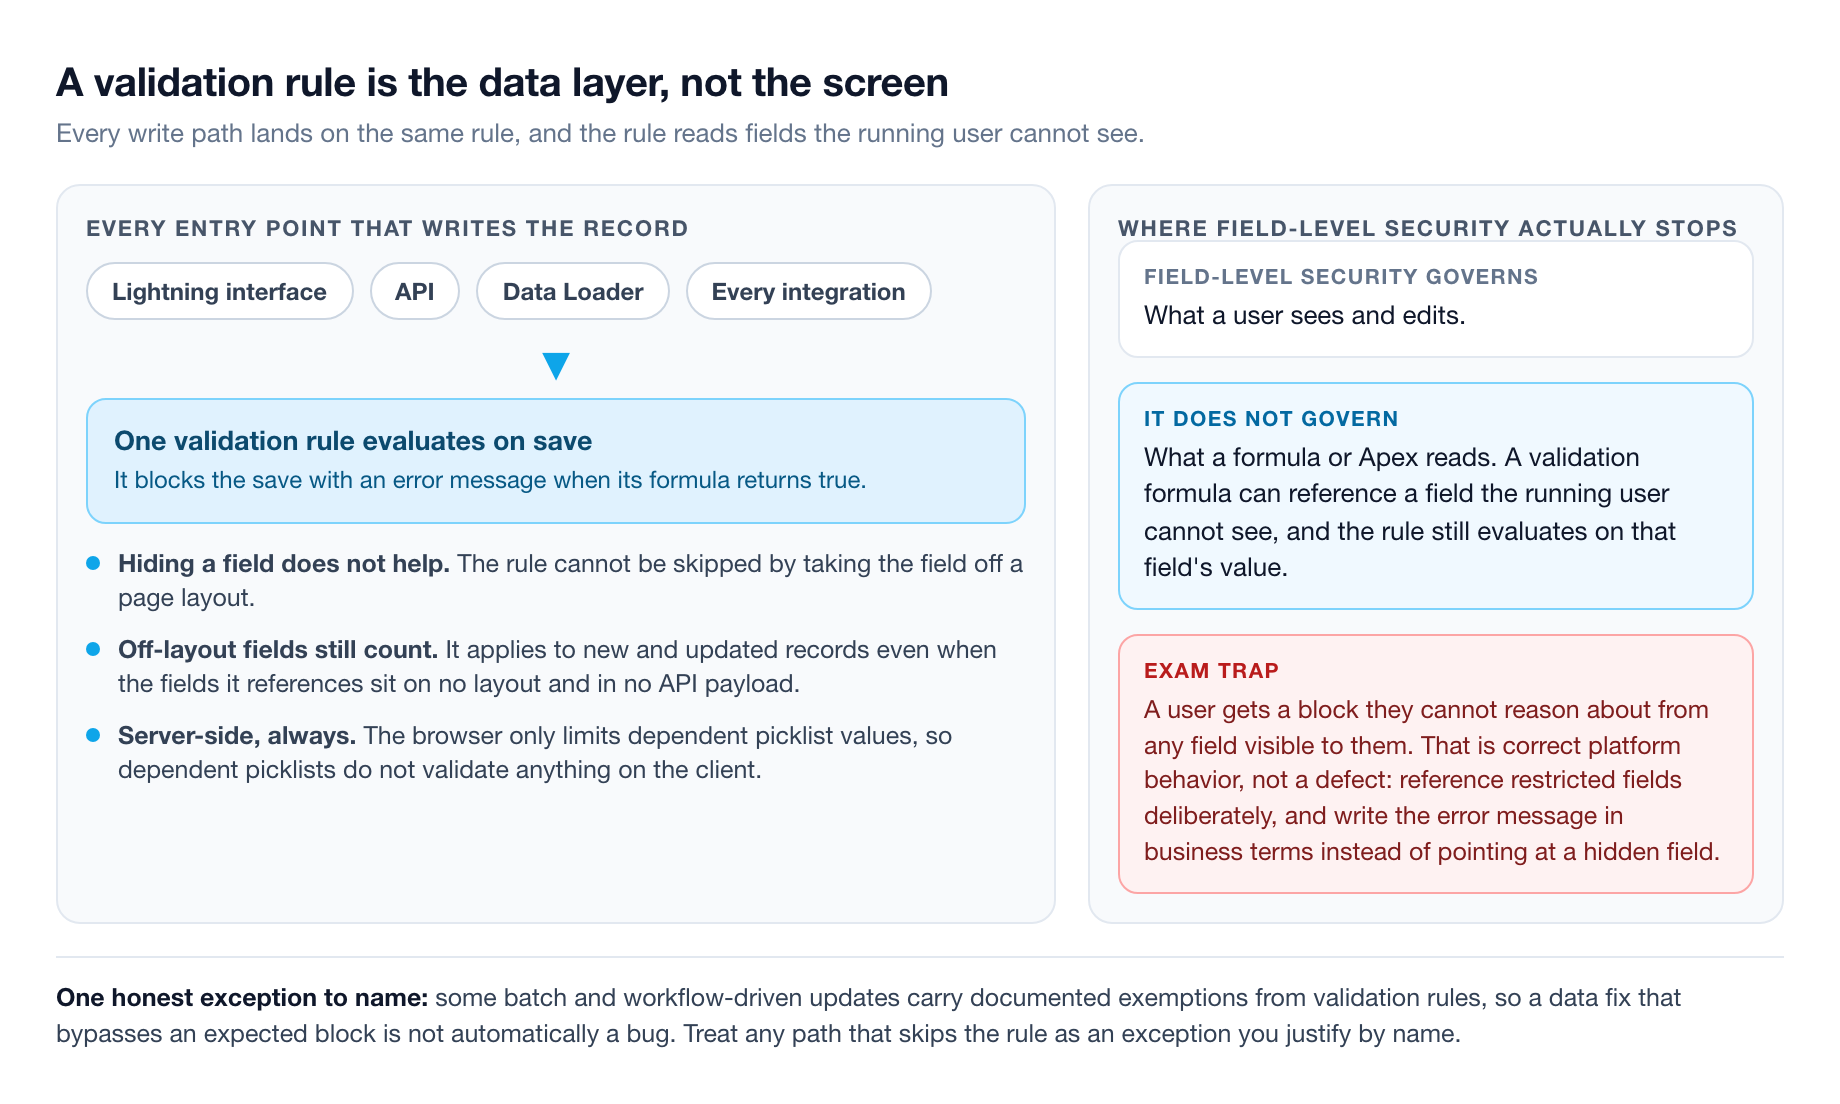 A validation rule is the data layer, not the screen
Every write path lands on the same rule, and the rule reads fields the running user cannot see.
EVERY ENTRY POINT THAT WRITES THE RECORD
Lightning interface
API
Data Loader
Every integration
One validation rule evaluates on save
It blocks the save with an error message when its formula returns true.
Hiding a field does not help. The rule cannot be skipped by taking the field off a
page layout.
Off-layout fields still count. It applies to new and updated records even when
the fields it references sit on no layout and in no API payload.
Server-side, always. The browser only limits dependent picklist values, so
dependent picklists do not validate anything on the client.
WHERE FIELD-LEVEL SECURITY ACTUALLY STOPS
FIELD-LEVEL SECURITY GOVERNS
What a user sees and edits.
IT DOES NOT GOVERN
What a formula or Apex reads. A validation
formula can reference a field the running user
cannot see, and the rule still evaluates on that
field's value.
EXAM TRAP
A user gets a block they cannot reason about from
any field visible to them. That is correct platform
behavior, not a defect: reference restricted fields
deliberately, and write the error message in
business terms instead of pointing at a hidden field.
One honest exception to name: some batch and workflow-driven updates carry documented exemptions from validation rules, so a data fix that
bypasses an expected block is not automatically a bug. Treat any path that skips the rule as an exception you justify by name.